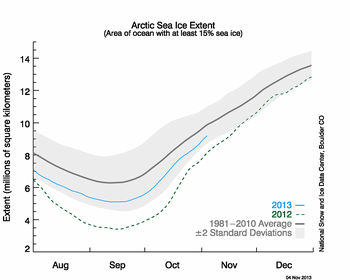 Arctic Sea Ice Extent
(Area of ocean with at least 15% sea ice)
Extent (millions of square kilometers)
14
12
10
8
6
4
2
Aug
Sep
Oct
Nov
Dec
2013
2012
1981−2010 Average
±2 Standard Deviations
National Snow and Ice Data Center, Boulder CO
04 Nov 2013